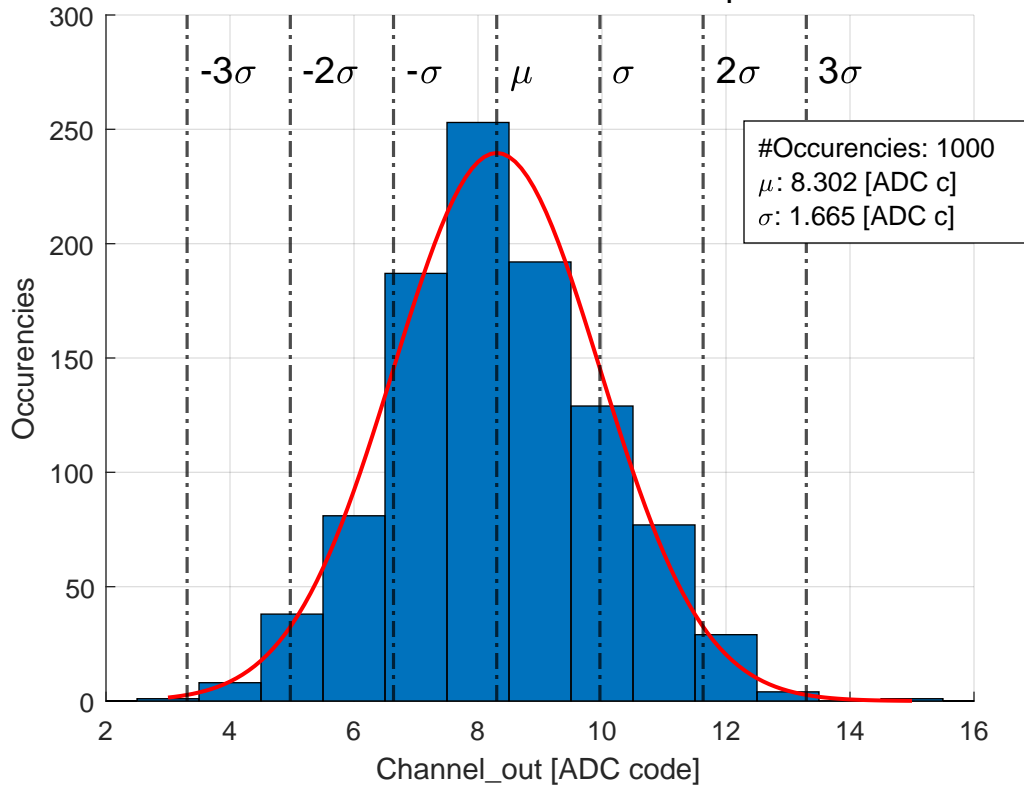 300
250
200
150
100
50
0
-3σ
-2σ
-σ
μ
σ
2σ
3σ
#Occurencies: 1000
μ: 8.302 [ADC c]
σ: 1.665 [ADC c]
Occurencies
2
4
6
8
10
12
14
16
Channel_out [ADC code]